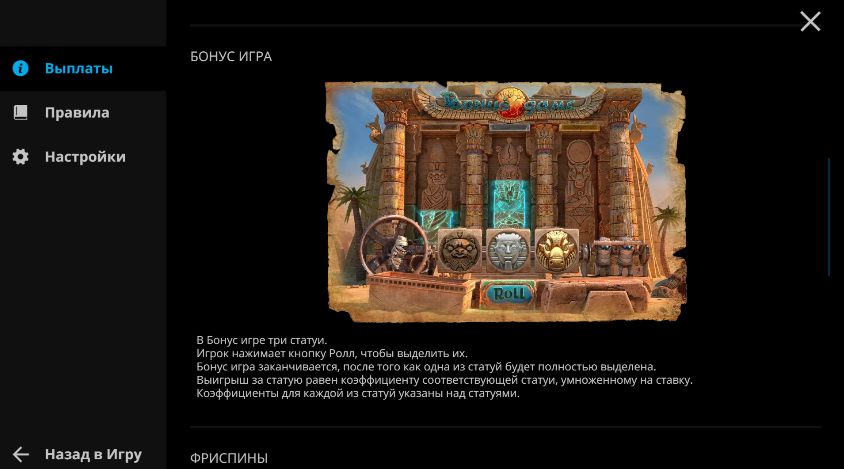 БОНУС ИГРА
Выплаты
Правила
Настройки
bonus game
Roll
В Бонус игре три статуи.
Игрок нажимает кнопку Ролл, чтобы выделить их.
Бонус игра заканчивается, после того как одна из статуй будет полностью выделена.
Выигрыш за статую равен коэффициенту соответствующей статуи, умноженному на ставку.
Коэффициенты для каждой из статуй указаны над статуями.
Назад в Игру
ФРИСПИНЫ